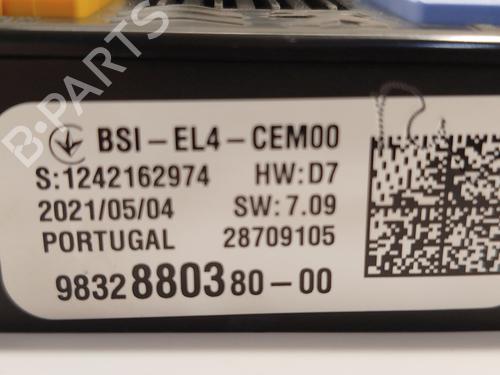 B-PARTS
BSI-EL4-CEM00
S:1242162974 HW:D7
2021/05/04 SW:7.09
PORTUGAL 28709105
9832880380-00